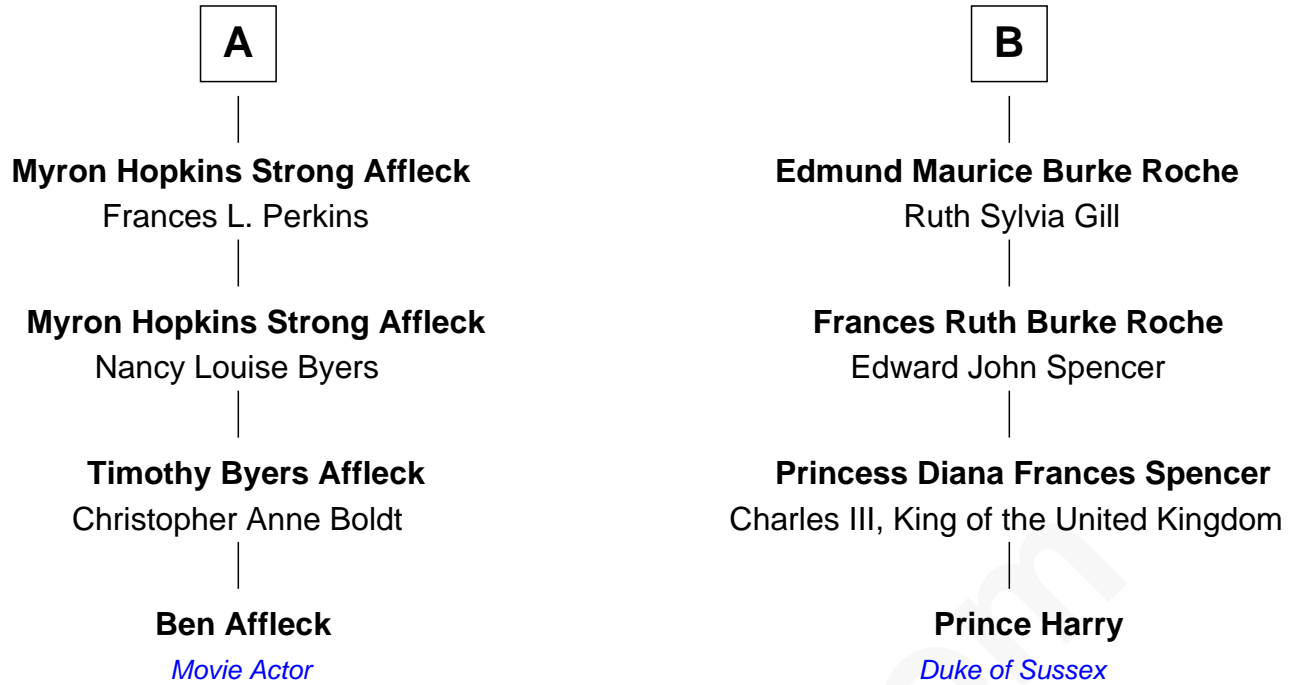 A
B
Myron Hopkins Strong Affleck
Frances L. Perkins
Edmund Maurice Burke Roche
Ruth Sylvia Gill
Myron Hopkins Strong Affleck
Nancy Louise Byers
Frances Ruth Burke Roche
Edward John Spencer
Timothy Byers Affleck
Christopher Anne Boldt
Princess Diana Frances Spencer
Charles III, King of the United Kingdom
Ben Affleck
Movie Actor
Prince Harry
Duke of Sussex